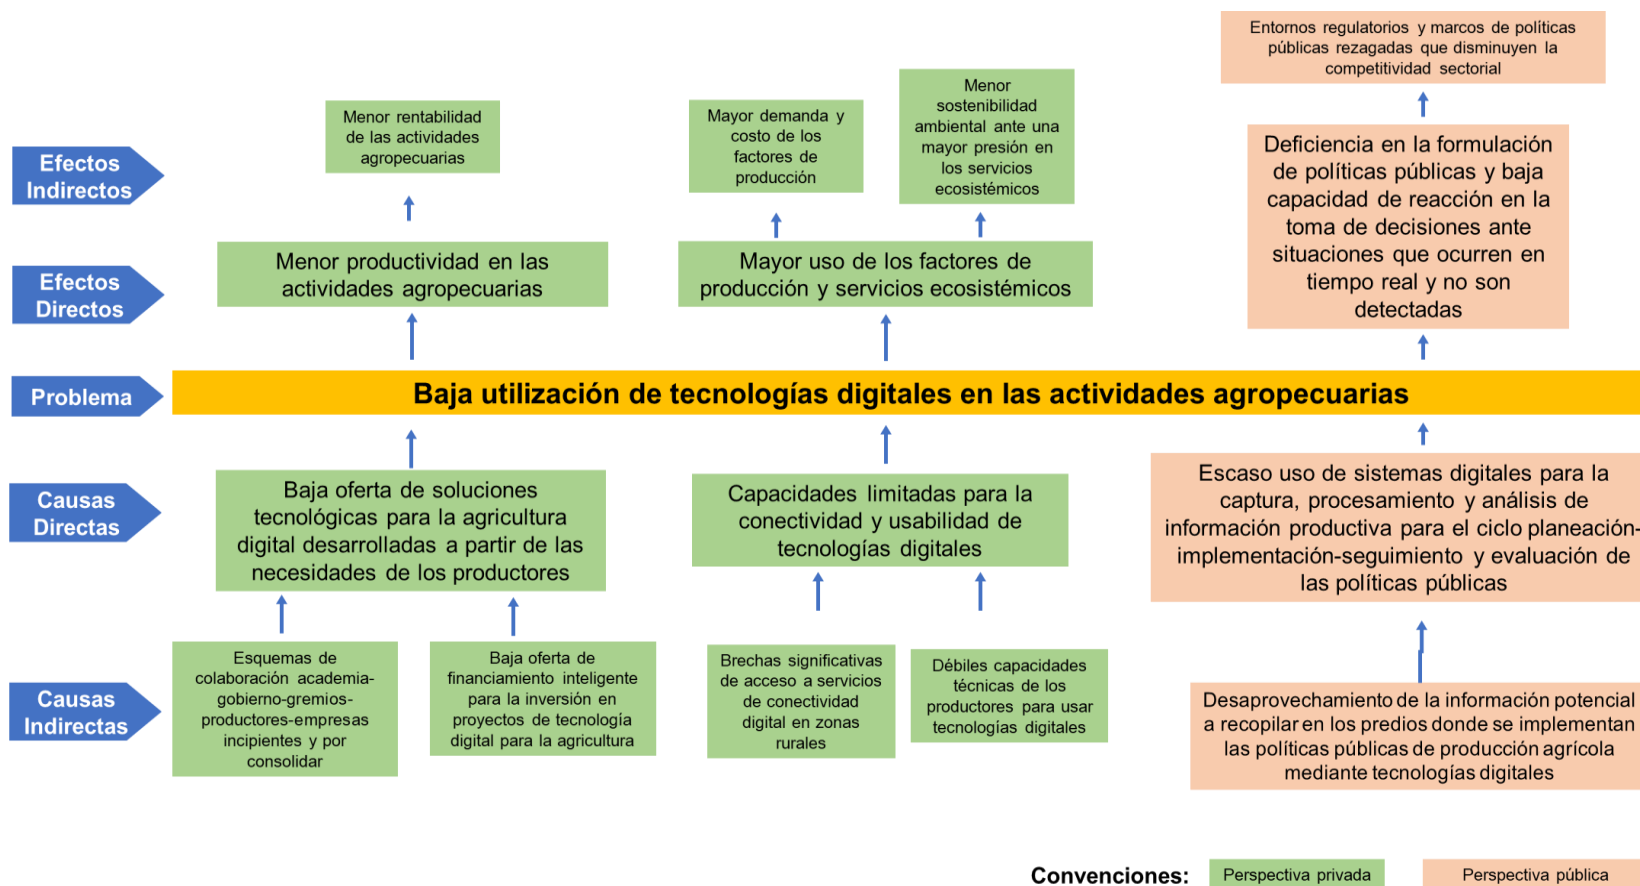 Entornos regulatorios y marcos de políticas
públicas rezagadas que disminuyen la
competitividad sectorial
Menor rentabilidad
de las actividades
agropecuarias
Mayor demanda y
costo de los
factores de
producción
Menor
sostenibilidad
ambiental ante una
mayor presión en
los servicios
ecosistémicos
Efectos
Indirectos
Deficiencia en la formulación
de políticas públicas y baja
capacidad de reacción en la
toma de decisiones ante
situaciones que ocurren en
tiempo real y no son
detectadas
Efectos
Directos
Menor productividad en las
actividades agropecuarias
Mayor uso de los factores de
producción y servicios ecosistémicos
Problema
Baja utilización de tecnologías digitales en las actividades agropecuarias
Causas
Directas
Baja oferta de soluciones
tecnológicas para la agricultura
digital desarrolladas a partir de las
necesidades de los productores
Capacidades limitadas para la
conectividad y usabilidad de
tecnologías digitales
Escaso uso de sistemas digitales para la
captura, procesamiento y análisis de
información productiva para el ciclo planeación-
implementación-seguimiento y evaluación de
las políticas públicas
Causas
Indirectas
Esquemas de
colaboración academia-
gobierno-gremios-
productores-empresas
incipientes y por
consolidar
Baja oferta de
financiamiento inteligente
para la inversión en
proyectos de tecnología
digital para la agricultura
Brechas significativas
de acceso a servicios
de conectividad
digital en zonas
rurales
Débiles capacidades
técnicas de los
productores para usar
tecnologías digitales
Desaprovechamiento de la información potencial
a recopilar en los predios donde se implementan
las políticas públicas de producción agrícola
mediante tecnologías digitales
Convenciones:
Perspectiva privada
Perspectiva pública